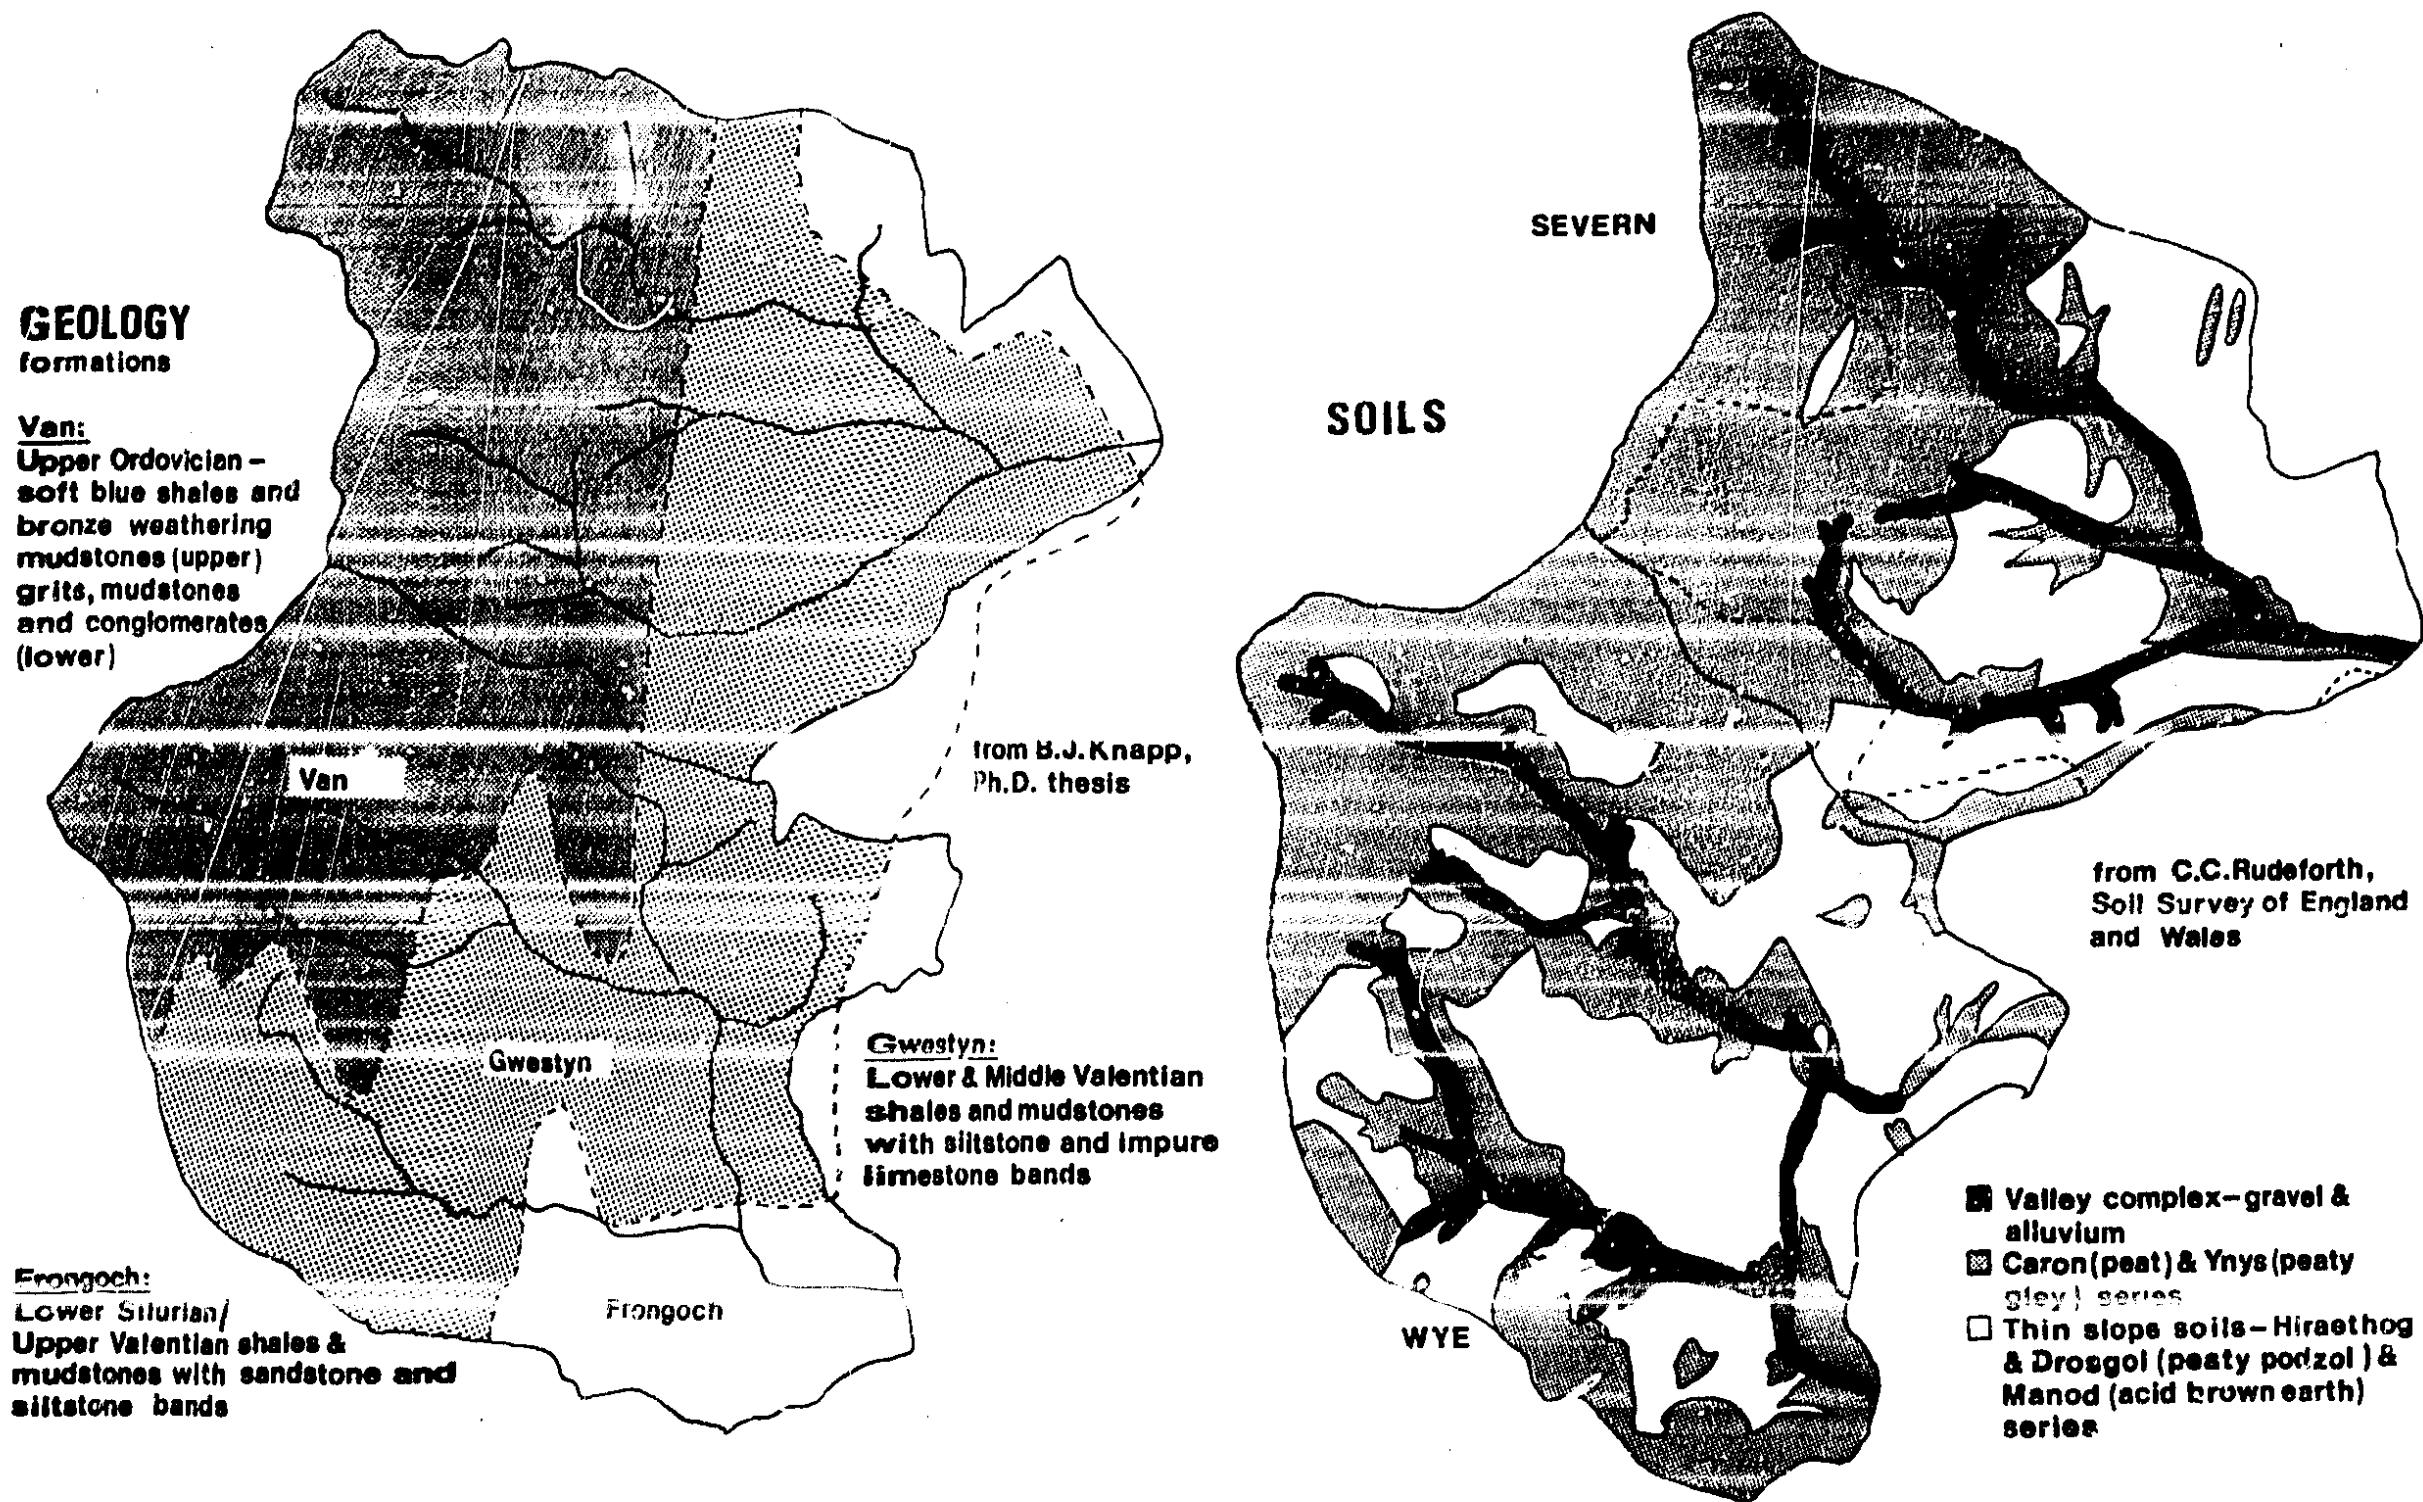 GEOLOGY
formations
Van:
Upper Ordovician –
soft blue shales and
bronze weathering
mudstones (upper)
grits, mudstones
and conglomerates
(lower)
Van
Gwestyn
Frongoch
from B.J. Knapp,
Ph.D. thesis
Gwestyn:
Lower & Middle Valentian
shales and mudstones
with siltstone and impure
limestone bands
Frongoch:
Lower Silurian/
Upper Valentian shales &
mudstones with sandstone and
siltstone bands
SEVERN
SOILS
WYE
from C.C. Rudeforth,
Soil Survey of England
and Wales
Valley complex – gravel &
alluvium
Caron (peat) & Ynys (peaty
gley) series
Thin slope soils – Hiraethog
& Drosgol (peaty podzol) &
Manod (acid brown earth)
series